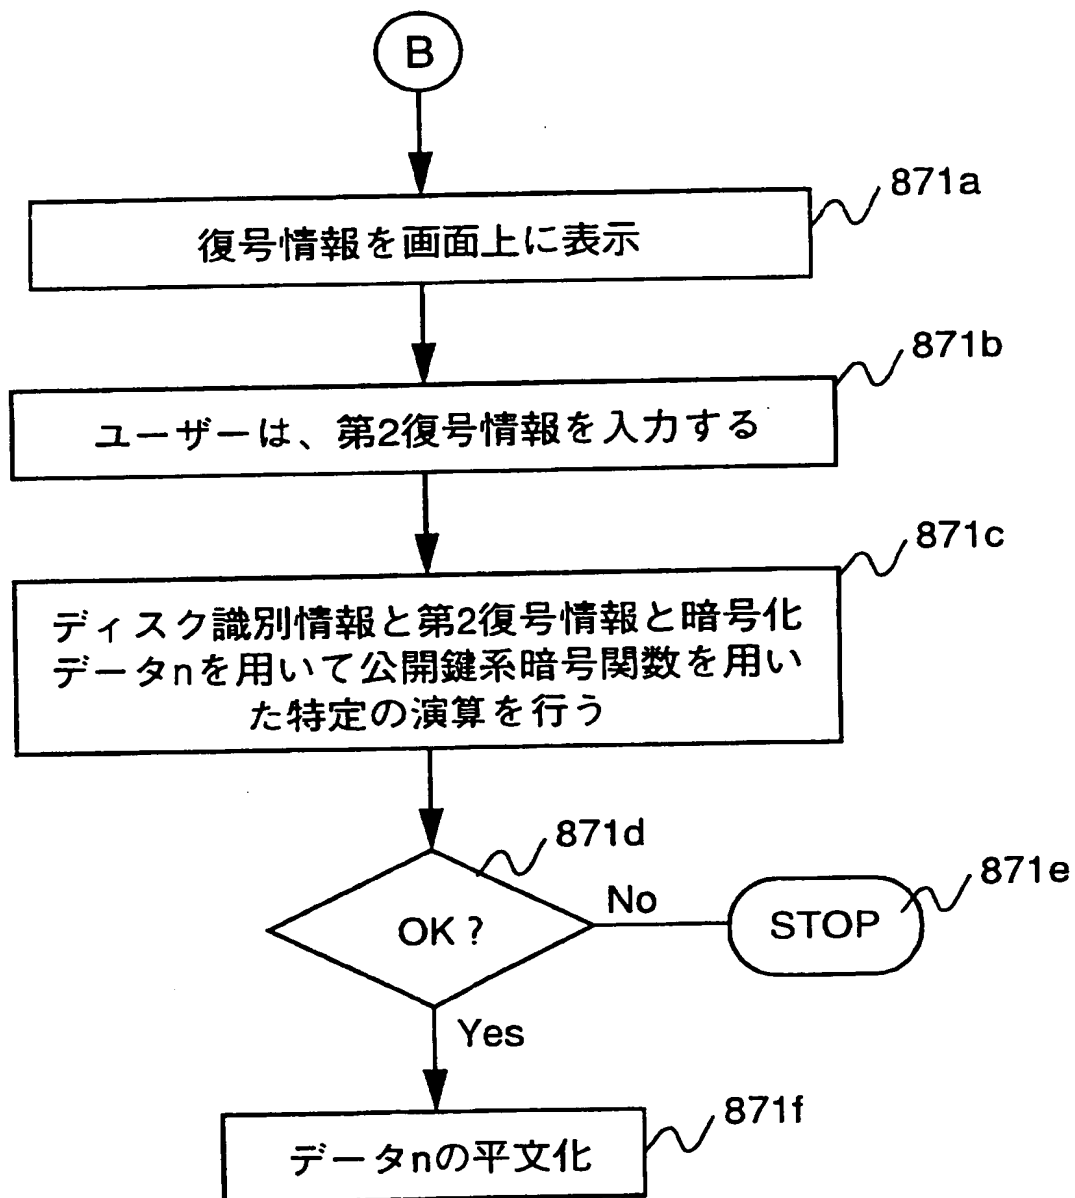 B
871a
復号情報を画面上に表示
871b
ユーザーは、第2復号情報を入力する
871c
ディスク識別情報と第2復号情報と暗号化
データnを用いて公開鍵系暗号関数を用い
た特定の演算を行う
871d
OK?
No
STOP
871e
Yes
871f
データnの平文化